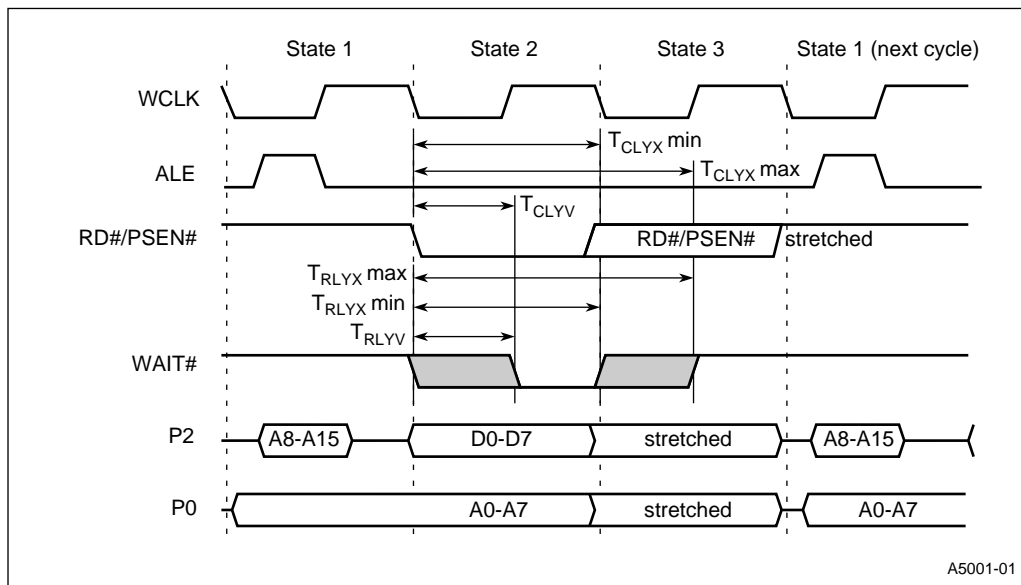 State 1 State 2 State 3 State 1 (next cycle)
WCLK
T_CLYX min
ALE T_CLYX max
T_CLYV
RD#/PSEN# RD#/PSEN# stretched
T_RLYX max
T_RLYX min
T_RLYV
WAIT#
P2 A8-A15 D0-D7 stretched A8-A15
P0 A0-A7 stretched A0-A7
A5001-01